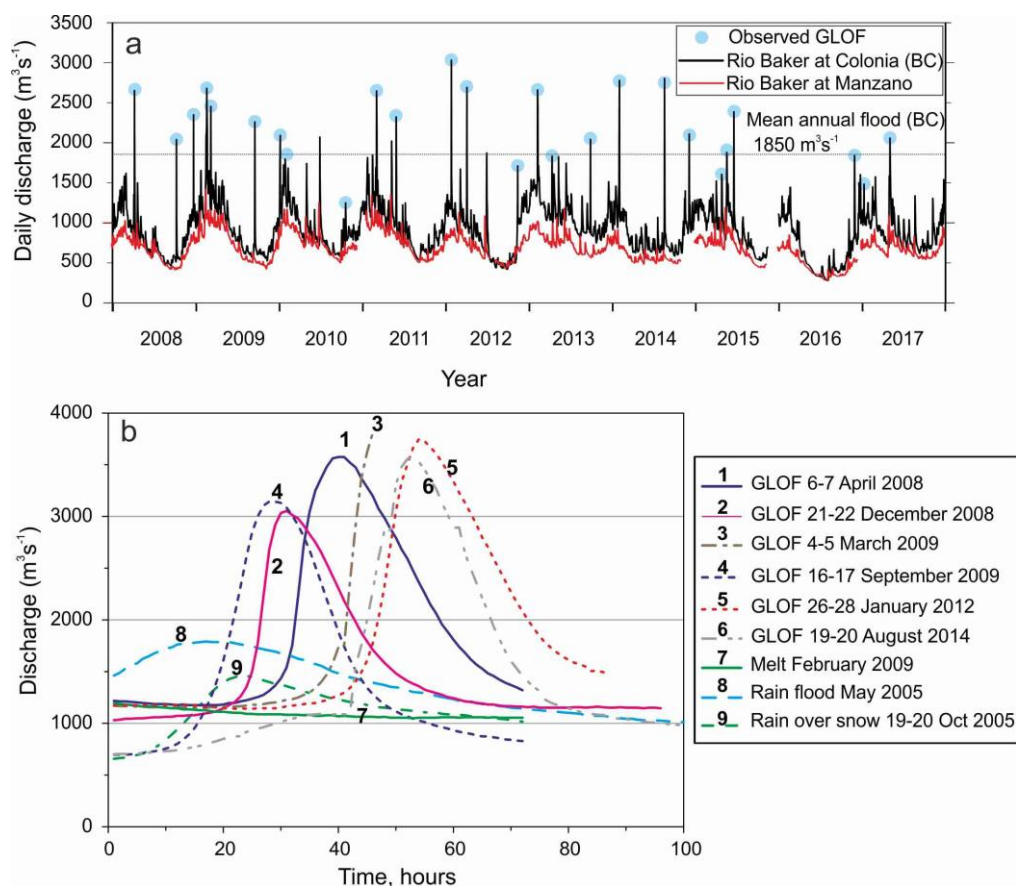 a
Daily discharge (m³s⁻¹)
3500
3000
2500
2000
1500
1000
500
0
Observed GLOF
Rio Baker at Colonia (BC)
Rio Baker at Manzano
Mean annual flood (BC)
1850 m³s⁻¹
2008 2009 2010 2011 2012 2013 2014 2015 2016 2017
Year
b
Discharge (m³s⁻¹)
4000
3000
2000
1000
0
1
2
3
4
5
6
7
8
9
0 20 40 60 80 100
Time, hours
1 GLOF 6-7 April 2008
2 GLOF 21-22 December 2008
3 GLOF 4-5 March 2009
4 GLOF 16-17 September 2009
5 GLOF 26-28 January 2012
6 GLOF 19-20 August 2014
7 Melt February 2009
8 Rain flood May 2005
9 Rain over snow 19-20 Oct 2005